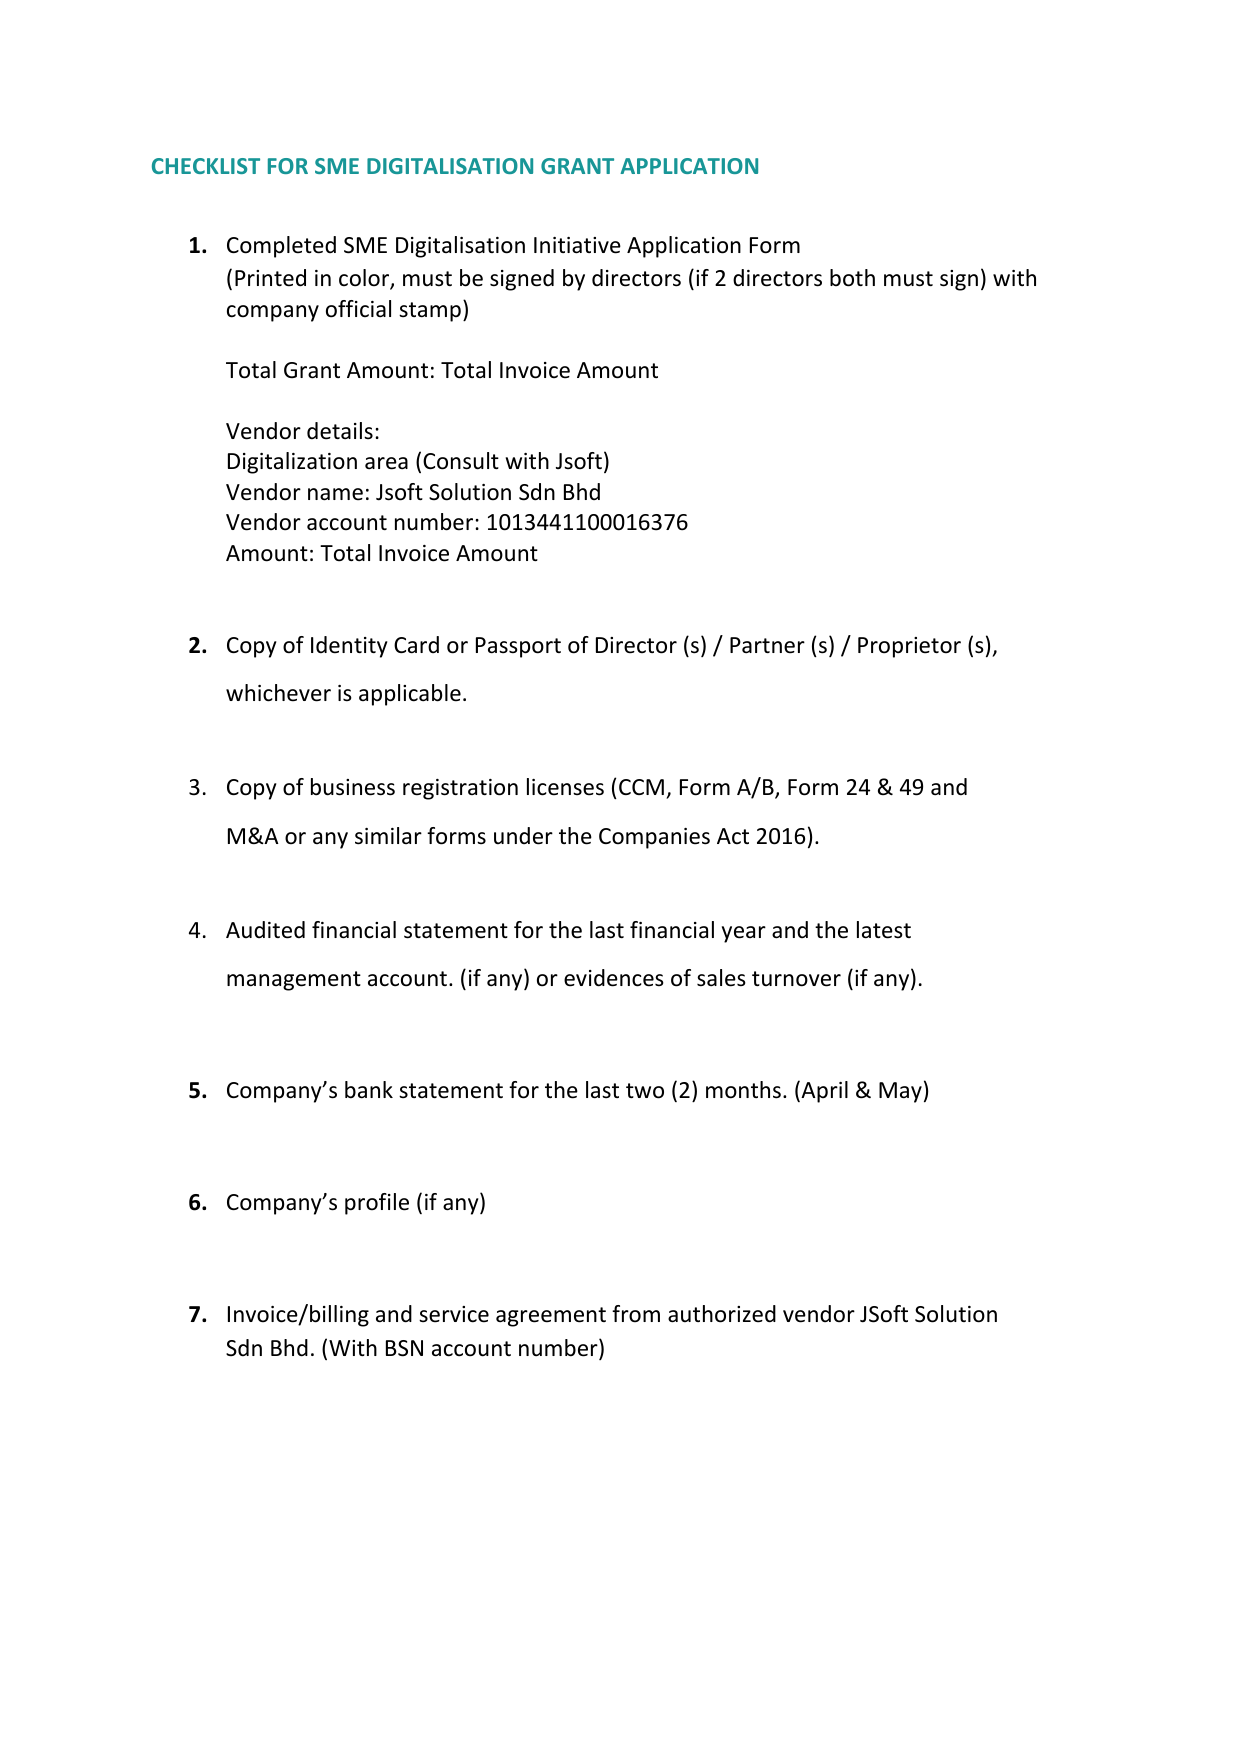 CHECKLIST FOR SME DIGITALISATION GRANT APPLICATION
1. Completed SME Digitalisation Initiative Application Form
(Printed in color, must be signed by directors (if 2 directors both must sign) with
company official stamp)
Total Grant Amount: Total Invoice Amount
Vendor details:
Digitalization area (Consult with Jsoft)
Vendor name: Jsoft Solution Sdn Bhd
Vendor account number: 1013441100016376
Amount: Total Invoice Amount
2. Copy of Identity Card or Passport of Director (s) / Partner (s) / Proprietor (s),
whichever is applicable.
3. Copy of business registration licenses (CCM, Form A/B, Form 24 & 49 and
M&A or any similar forms under the Companies Act 2016).
4. Audited financial statement for the last financial year and the latest
management account. (if any) or evidences of sales turnover (if any).
5. Company’s bank statement for the last two (2) months. (April & May)
6. Company’s profile (if any)
7. Invoice/billing and service agreement from authorized vendor JSoft Solution
Sdn Bhd. (With BSN account number)